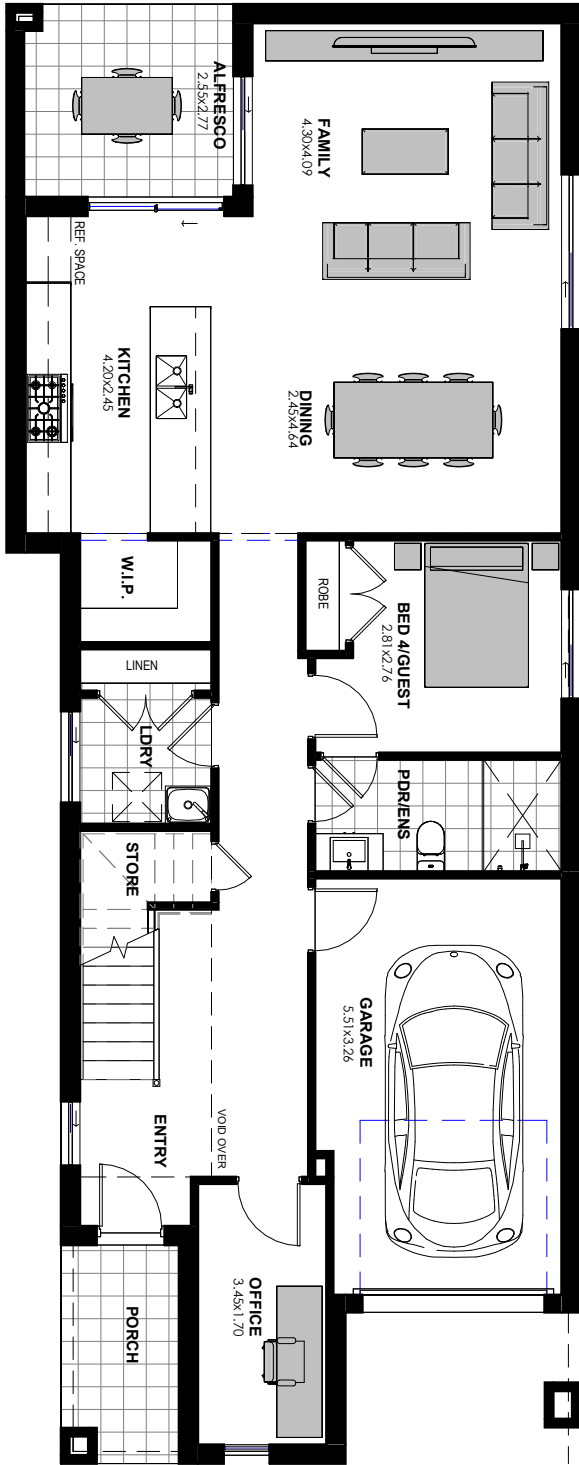 ALFRESCO
2.55x2.77
FAMILY
4.30x4.09
REF. SPACE
KITCHEN
4.20x2.45
DINING
2.45x4.64
W.I.P.
ROBE
BED 4/GUEST
2.81x2.76
LINEN
LDRY
PDR/ENS
STORE
GARAGE
5.51x3.26
ENTRY
VOID OVER
OFFICE
3.45x1.70
PORCH